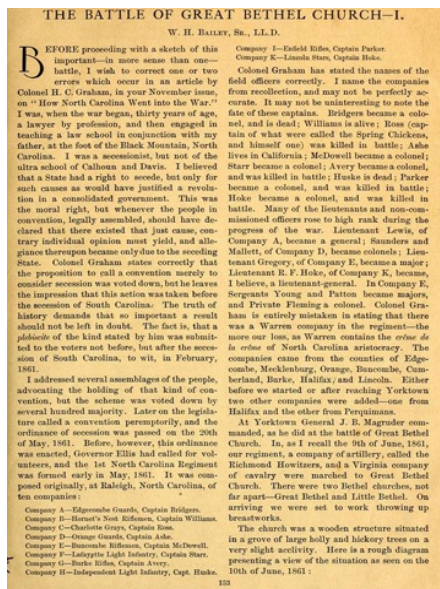 THE BATTLE OF GREAT BETHEL CHURCH—I.
W. H. BAILEY, SR., LL.D.
BEFORE proceeding with a sketch of this
important—in more sense than one—
battle, I wish to correct one or two
errors which occur in an article by
Colonel H. C. Graham, in your November issue,
on "How North Carolina Went into the War."
I was, when the war began, thirty years of age,
a lawyer by profession, and then engaged in
teaching a law school in conjunction with my
father, at the foot of the Black Mountain, North
Carolina. I was a secessionist, but not of the
ultra school of Calhoun and Davis. I believed
that a State had a right to secede, but only for
such causes as would have justified a revolu-
tion in a consolidated government. This was
the moral right, but whenever the people in
convention, legally assembled, should have de-
clared that there existed that just cause, con-
trary individual opinion must yield, and alle-
giance thereupon became only due to the seceding
State. Colonel Graham states correctly that
the proposition to call a convention merely to
consider secession was voted down, but he leaves
the impression that this action was taken before
the secession of South Carolina. The truth of
history demands that so important a result
should not be left in doubt. The fact is, that a
plebiscite of the kind stated by him was submit-
ted to the voters not before, but after the seces-
sion of South Carolina, to wit, in February,
1861.
I addressed several assemblages of the people,
advocating the holding of that kind of con-
vention, but the scheme was voted down by
several hundred majority. Later on the legisla-
ture called a convention peremptorily, and the
ordinance of secession was passed on the 20th
of May, 1861. Before, however, this ordinance
was enacted, Governor Ellis had called for vol-
unteers, and the 1st North Carolina Regiment
was formed early in May, 1861. It was com-
posed originally, at Raleigh, North Carolina, of
ten companies:
Company A—Edgecombe Guards, Captain Bridgers.
Company B—Hornet's Nest Riflemen, Captain Williams.
Company C—Charlotte Grays, Captain Ross.
Company D—Orange Guards, Captain Ashe.
Company E—Buncombe Riflemen, Captain McDowell.
Company F—Lafayette Light Infantry, Captain Starr.
Company G—Burke Rifles, Captain Avery.
Company H—Independent Light Infantry, Capt. Huske.
Company I—Enfield Rifles, Captain Parker.
Company K—Lincoln Stars, Captain Hoke.
Colonel Graham has stated the names of the
field officers correctly. I name the companies
from recollection, and may not be perfectly ac-
curate. It may not be uninteresting to note the
fate of these captains. Bridgers became a colo-
nel, and is dead; Williams is alive; Ross (cap-
tain of what were called the Spring Chickens,
and himself one) was killed in battle; Ashe
lives in California; McDowell became a colonel;
Starr became a colonel; Avery became a colonel,
and was killed in battle; Huske is dead; Parker
became a colonel, and was killed in battle;
Hoke became a colonel, and was killed in
battle. Many of the lieutenants and non-com-
missioned officers rose to high rank during the
progress of the war. Lieutenant Lewis, of
Company A, became a general; Saunders and
Mallett, of Company D, became colonels; Lieu-
tenant Gregory, of Company E, became a major;
Lieutenant R. F. Hoke, of Company K, became,
I believe, a lieutenant-general. In Company E,
Sergeants Young and Patton became majors,
and Private Fleming a colonel. Colonel Gra-
ham is entirely mistaken in stating that there
was a Warren company in the regiment—the
more our loss, as Warren contains the crême de
la crême of North Carolina aristocracy. The
companies came from the counties of Edge-
combe, Mecklenburg, Orange, Buncombe, Cum-
berland, Burke, Halifax, and Lincoln. Either
before we started or after reaching Yorktown
two other companies were added—one from
Halifax and the other from Perquimans.
At Yorktown General J. B. Magruder com-
manded, as he did at the battle of Great Bethel
Church. In, as I recall the 9th of June, 1861,
our regiment, a company of artillery, called the
Richmond Howitzers, and a Virginia company
of cavalry were marched to Great Bethel
Church. There were two Bethel churches, not
far apart—Great Bethel and Little Bethel. On
arriving we were set to work throwing up
breastworks.
The church was a wooden structure situated
in a grove of large holly and hickory trees on a
very slight acclivity. Here is a rough diagram
presenting a view of the situation as seen on the
10th of June, 1861:
153